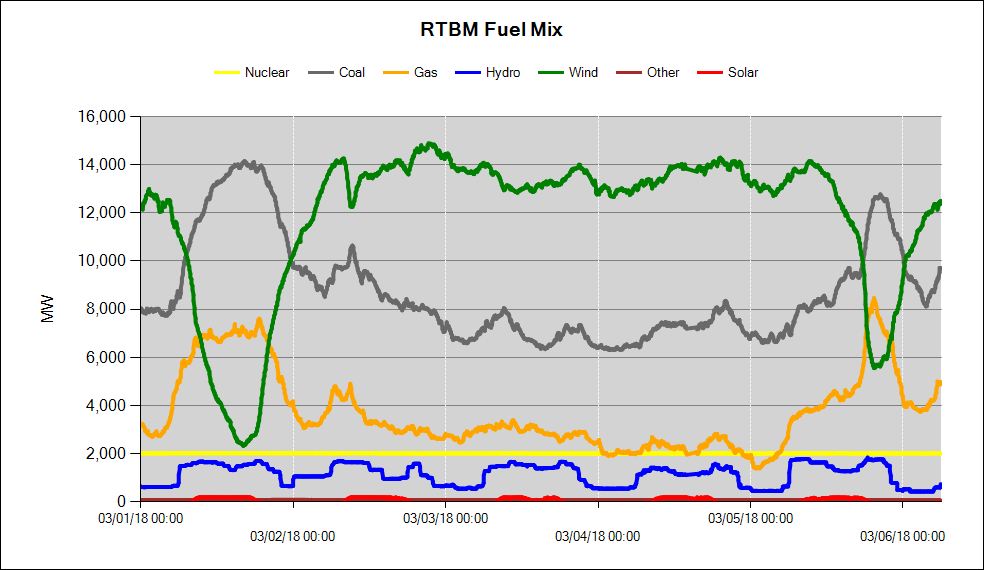 RTBM Fuel Mix
Nuclear Coal Gas Hydro Wind Other Solar
MW
16,000
14,000
12,000
10,000
8,000
6,000
4,000
2,000
0
03/01/18 00:00 03/03/18 00:00 03/05/18 00:00
03/02/18 00:00 03/04/18 00:00 03/06/18 00:00